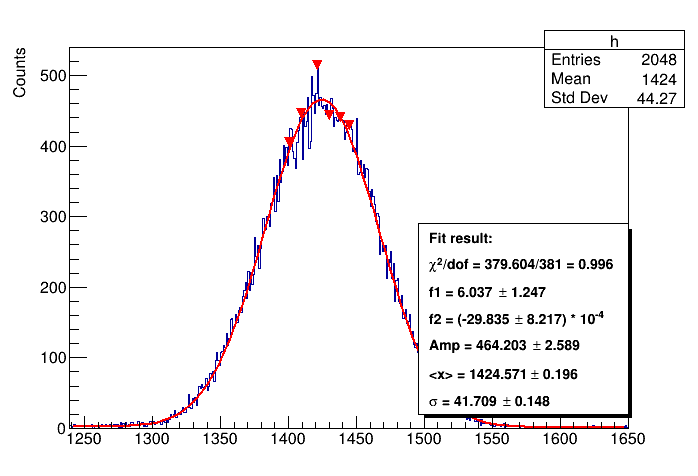 h
Entries 2048
Mean 1424
Std Dev 44.27
Counts
500
400
300
200
100
0
Fit result:
χ²/dof = 379.604/381 = 0.996
f1 = 6.037 ± 1.247
f2 = (-29.835 ± 8.217) * 10⁻⁴
Amp = 464.203 ± 2.589
<x> = 1424.571 ± 0.196
σ = 41.709 ± 0.148
1250 1300 1350 1400 1450 1500 1550 1600 1650